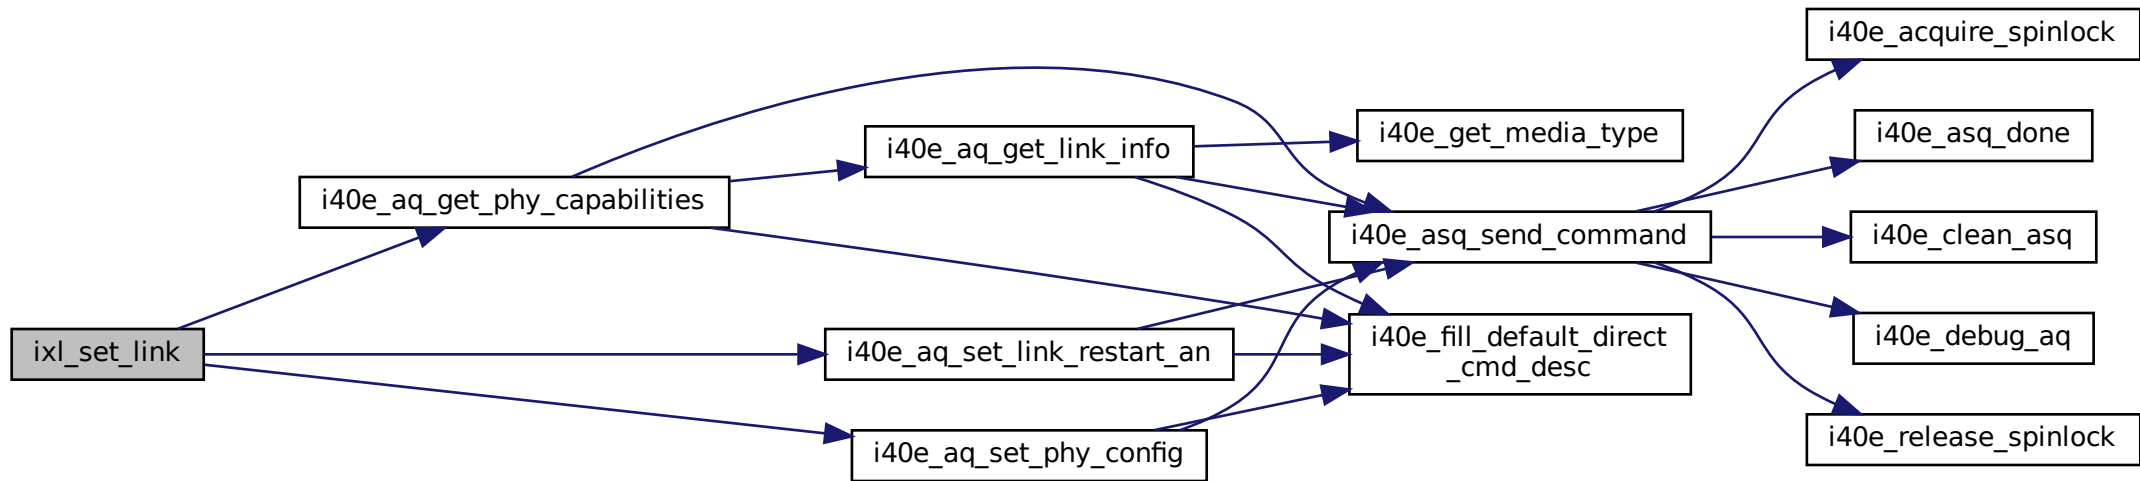 i40e_acquire_spinlock
i40e_get_media_type
i40e_asq_done
i40e_aq_get_link_info
i40e_aq_get_phy_capabilities
i40e_asq_send_command
i40e_clean_asq
ixl_set_link
i40e_aq_set_link_restart_an
i40e_fill_default_direct
_cmd_desc
i40e_debug_aq
i40e_aq_set_phy_config
i40e_release_spinlock